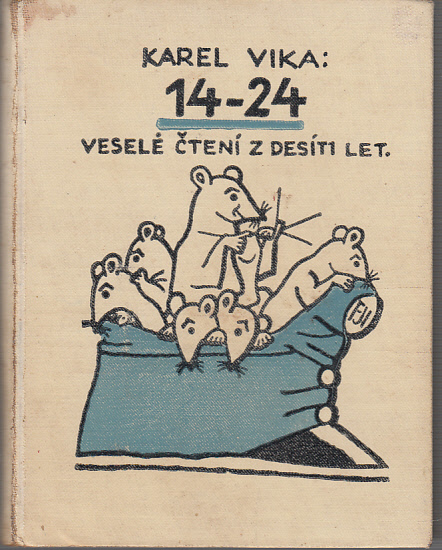 KAREL VIKA:
14-24
VESELÉ ČTENÍ Z DESÍTI LET.